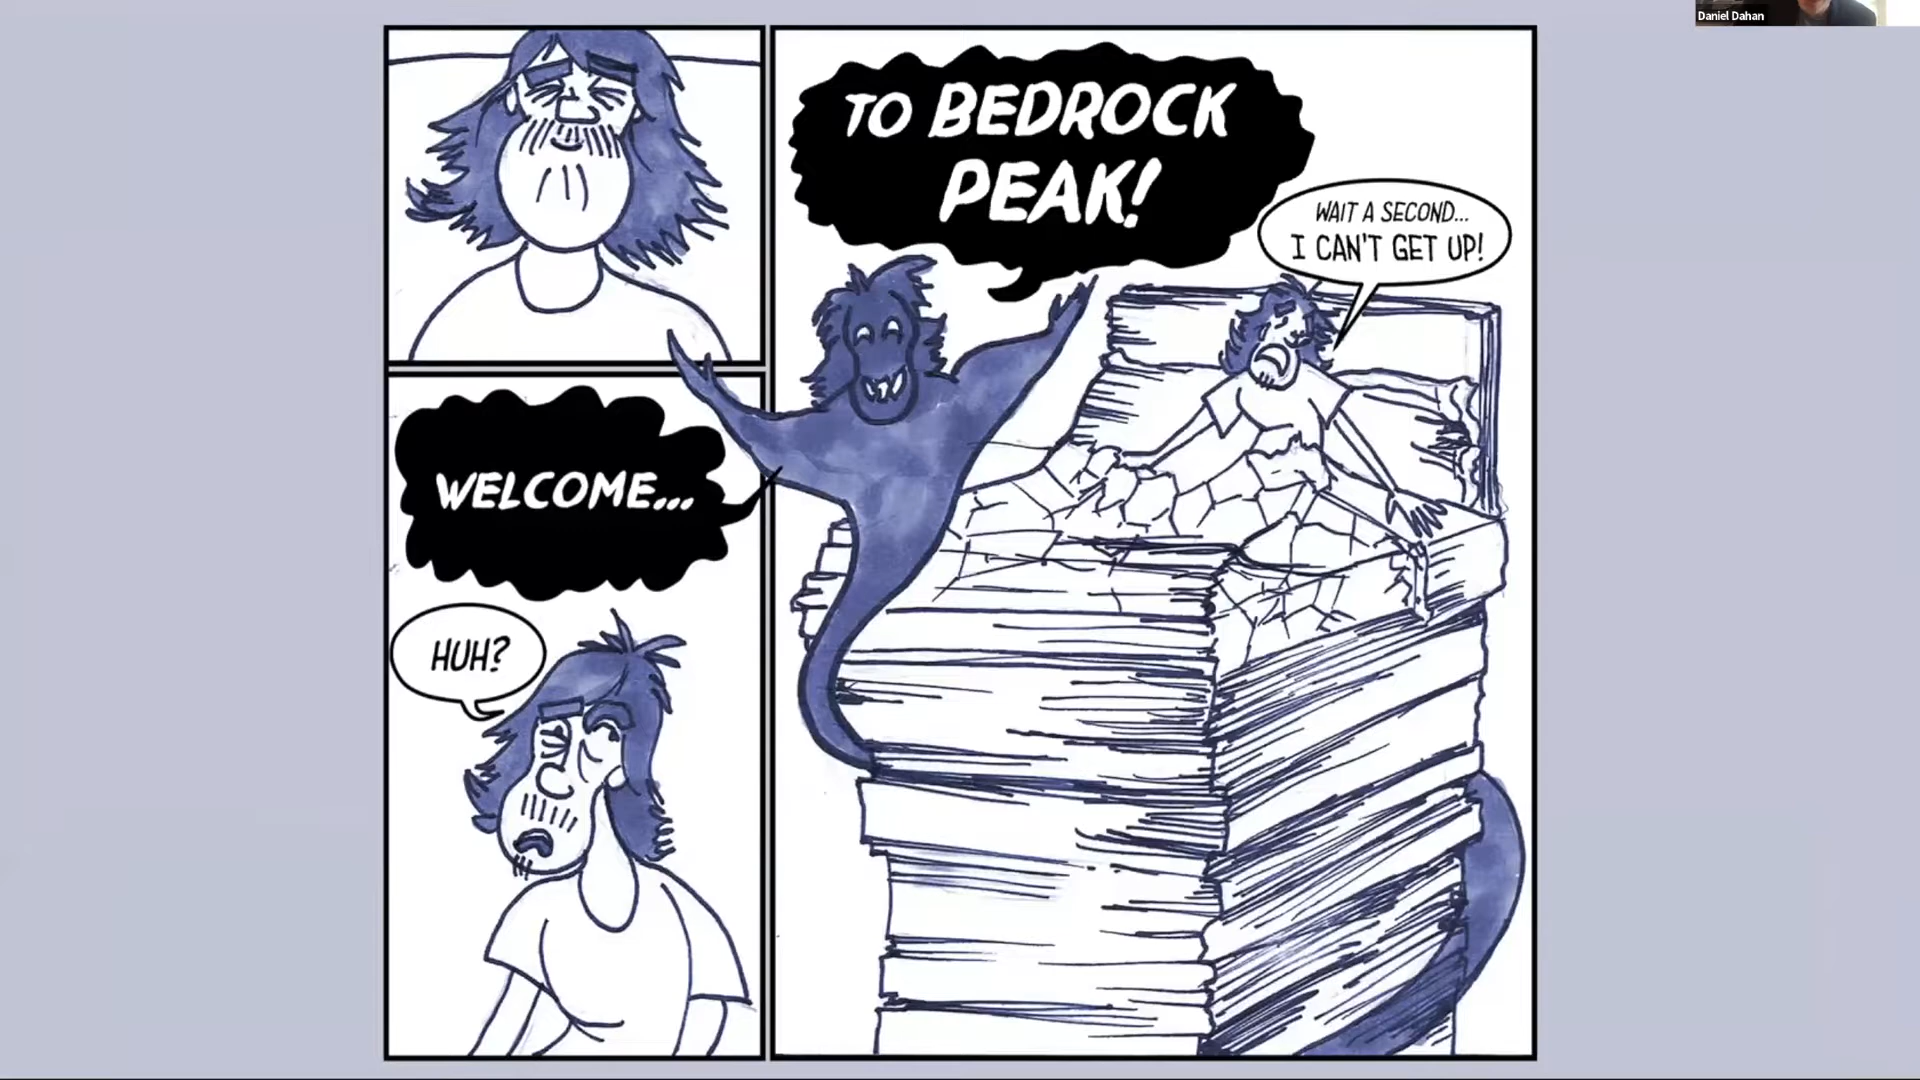 WELCOME...
HUH?
TO BEDROCK
PEAK!
WAIT A SECOND...
I CAN'T GET UP!
Daniel Dahan